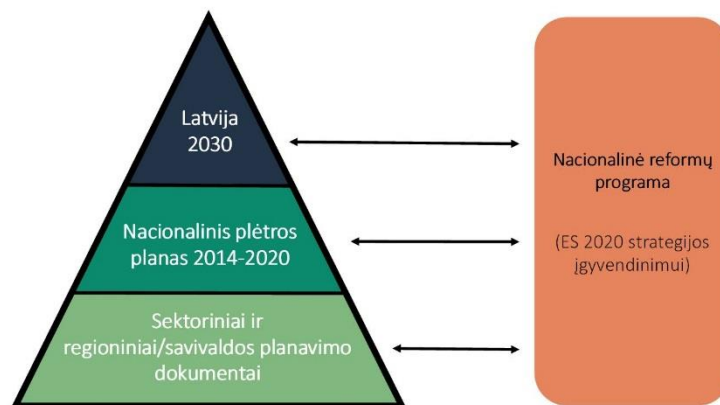 Latvija
2030
Nacionalinis plėtros
planas 2014-2020
Sektoriniai ir
regioniniai/savivaldos planavimo
dokumentai
Nacionalinė reformų
programa
(ES 2020 strategijos
įgyvendinimui)